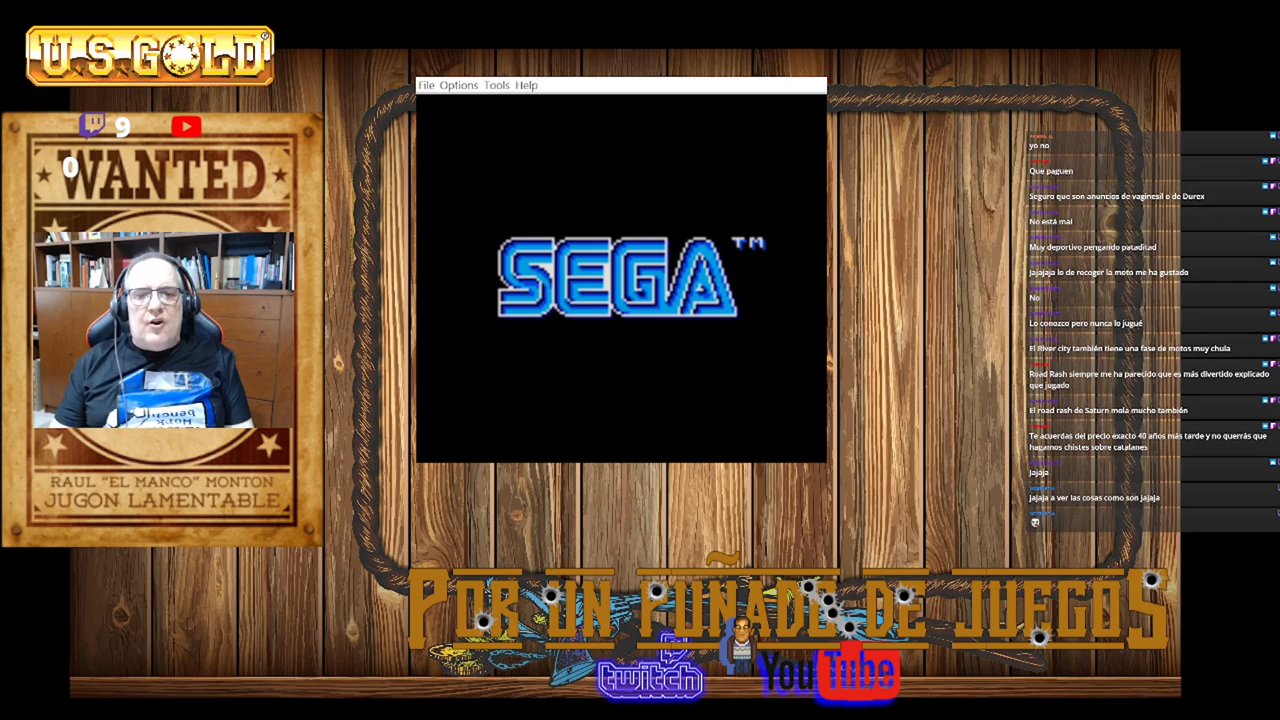 U.S. GOLD
9
0
WANTED
RAUL "EL MANCO" MONTON
JUGON LAMENTABLE
File Options Tools Help
SEGA™
yo no
Que paguen
Seguro que son anuncios de vaginesil o de Durex
No está mal
Muy deportivo pengando pataditad
Jajajaja lo de recoger la moto me ha gustado
No
Lo conozco pero nunca lo jugué
El River city también tiene una fase de motos muy chula
Road Rash siempre me ha parecido que es más divertido explicado
que jugado
El road rash de Saturn mola mucho también
Te acuerdas del precio exacto 40 años más tarde y no querrás que
hagamos chistes sobre catalanes
Jajaja
Jajaja a ver las cosas como son jajaja
POR UN PUÑADO DE JUEGOS
twitch
YouTube